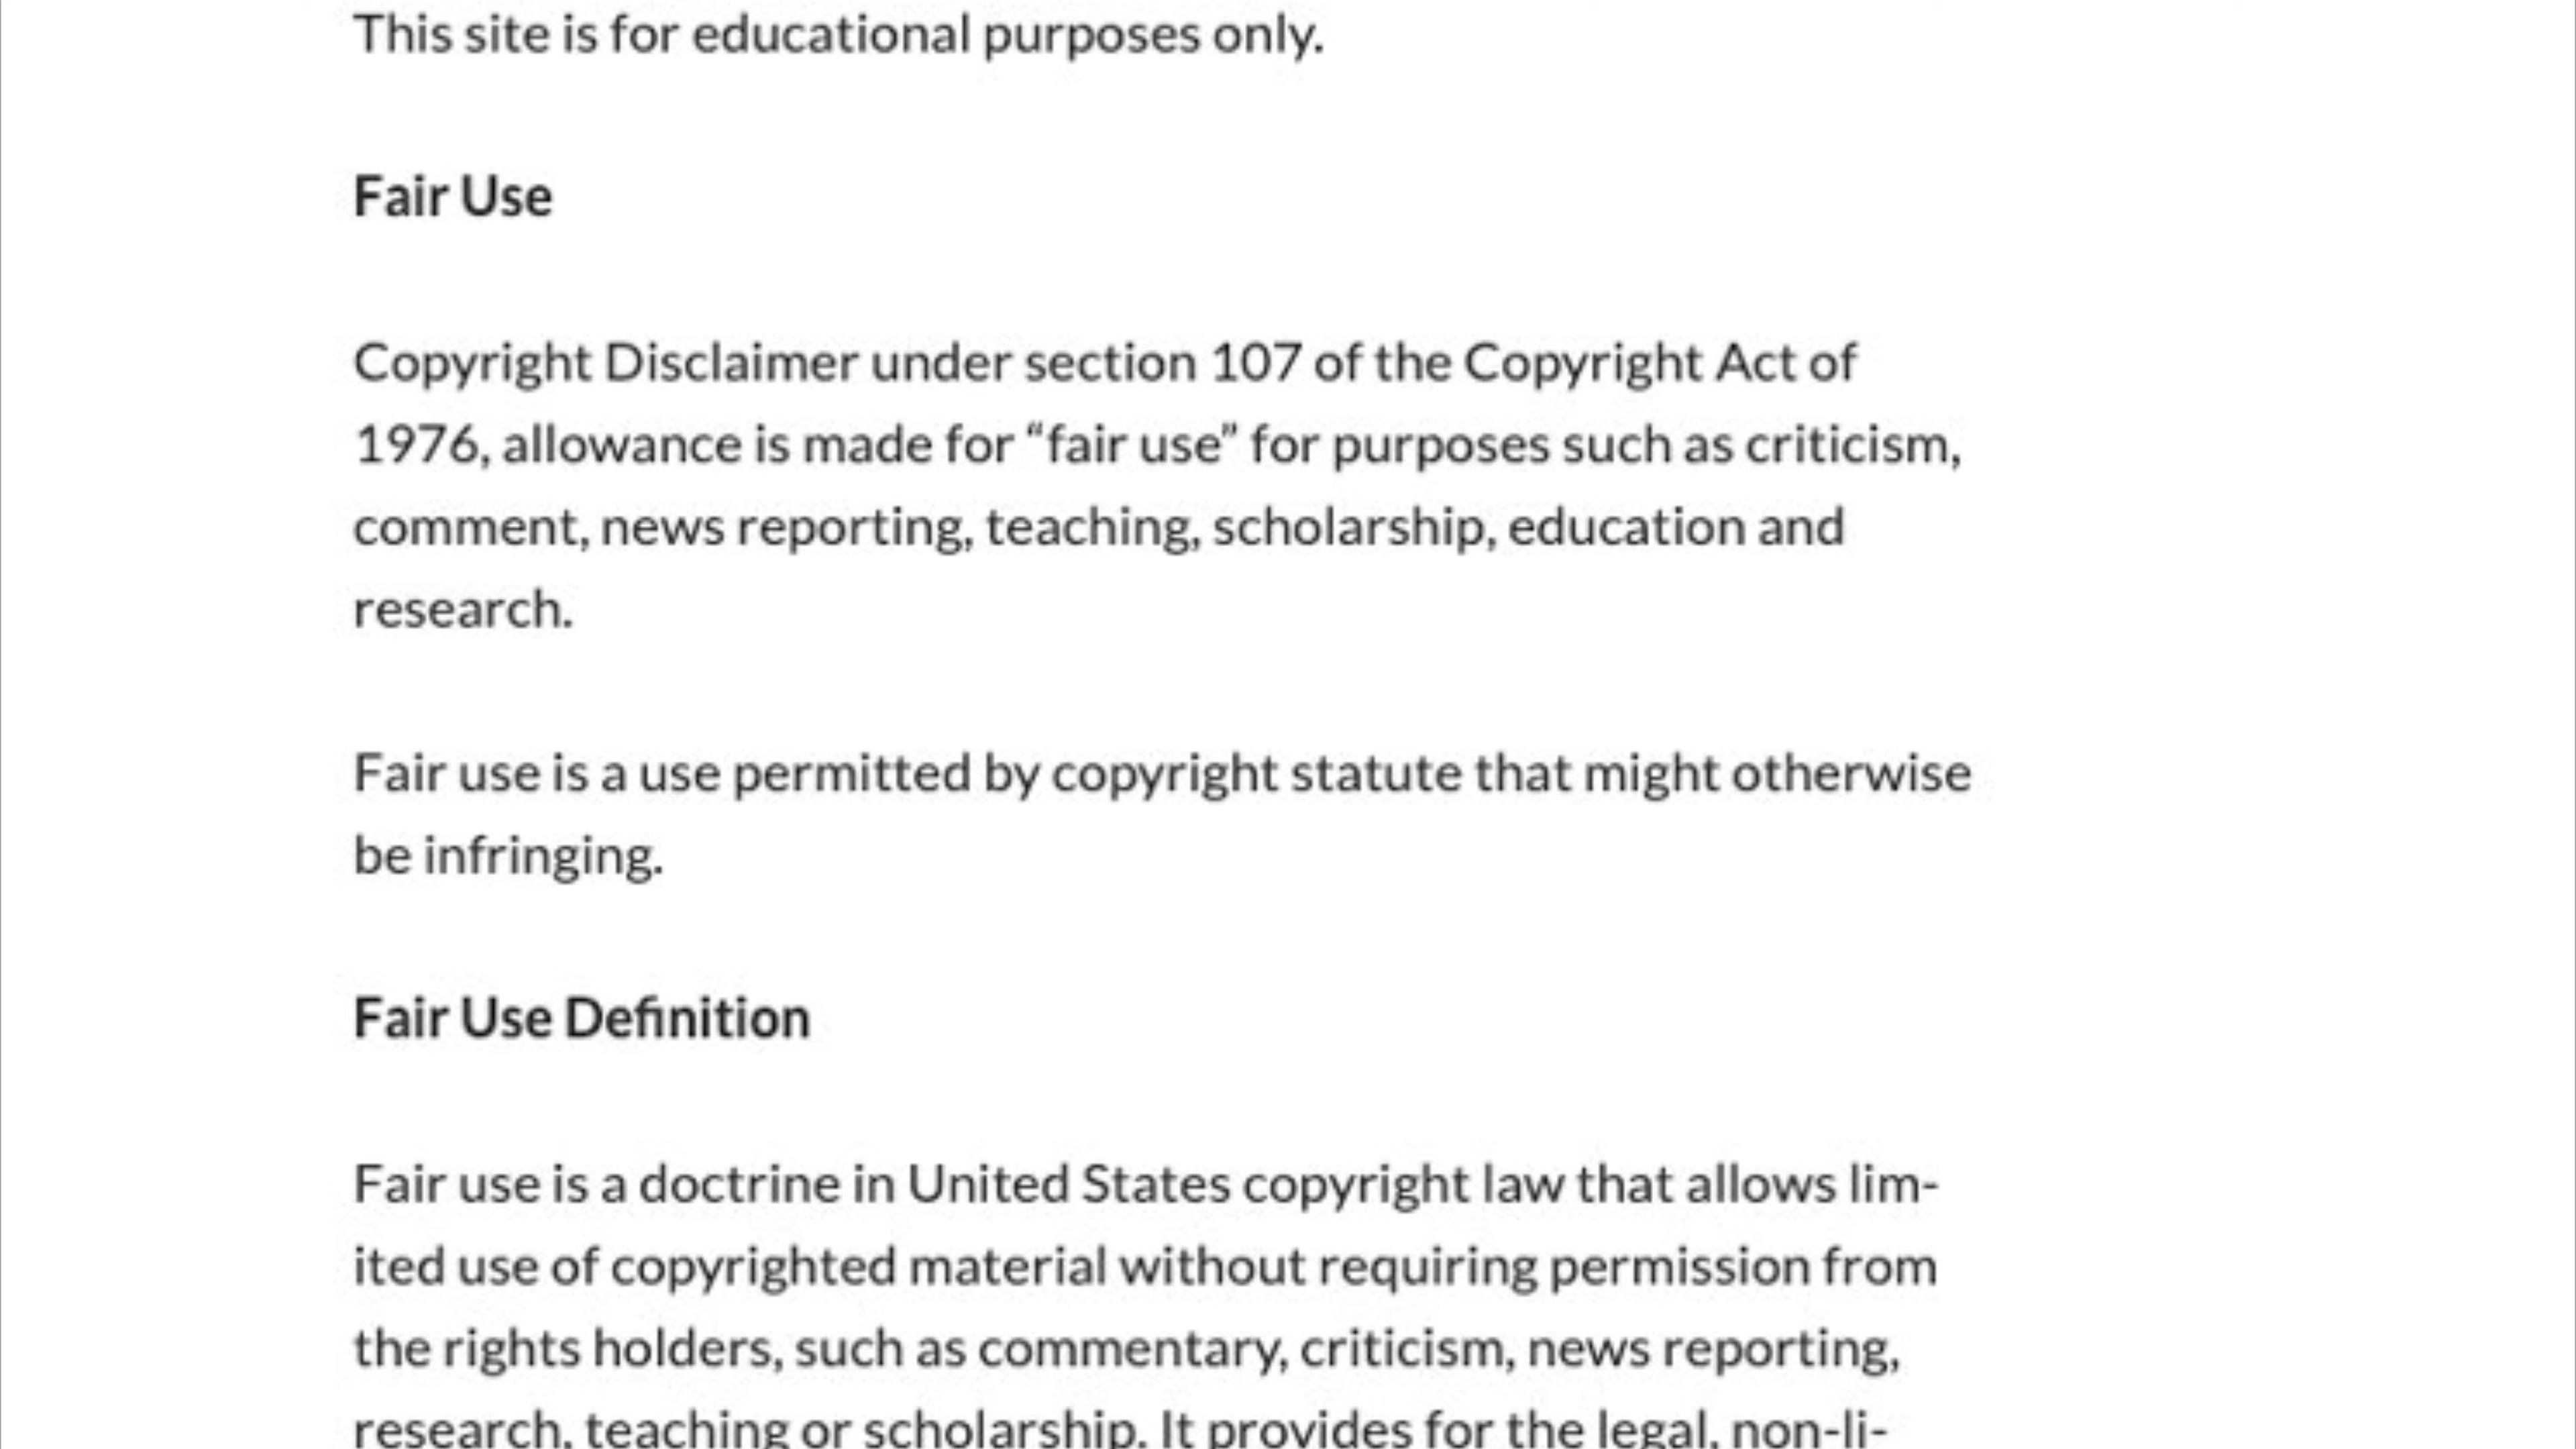 This site is for educational purposes only.
Fair Use
Copyright Disclaimer under section 107 of the Copyright Act of
1976, allowance is made for “fair use” for purposes such as criticism,
comment, news reporting, teaching, scholarship, education and
research.
Fair use is a use permitted by copyright statute that might otherwise
be infringing.
Fair Use Definition
Fair use is a doctrine in United States copyright law that allows lim-
ited use of copyrighted material without requiring permission from
the rights holders, such as commentary, criticism, news reporting,
research, teaching or scholarship. It provides for the legal, non-li-